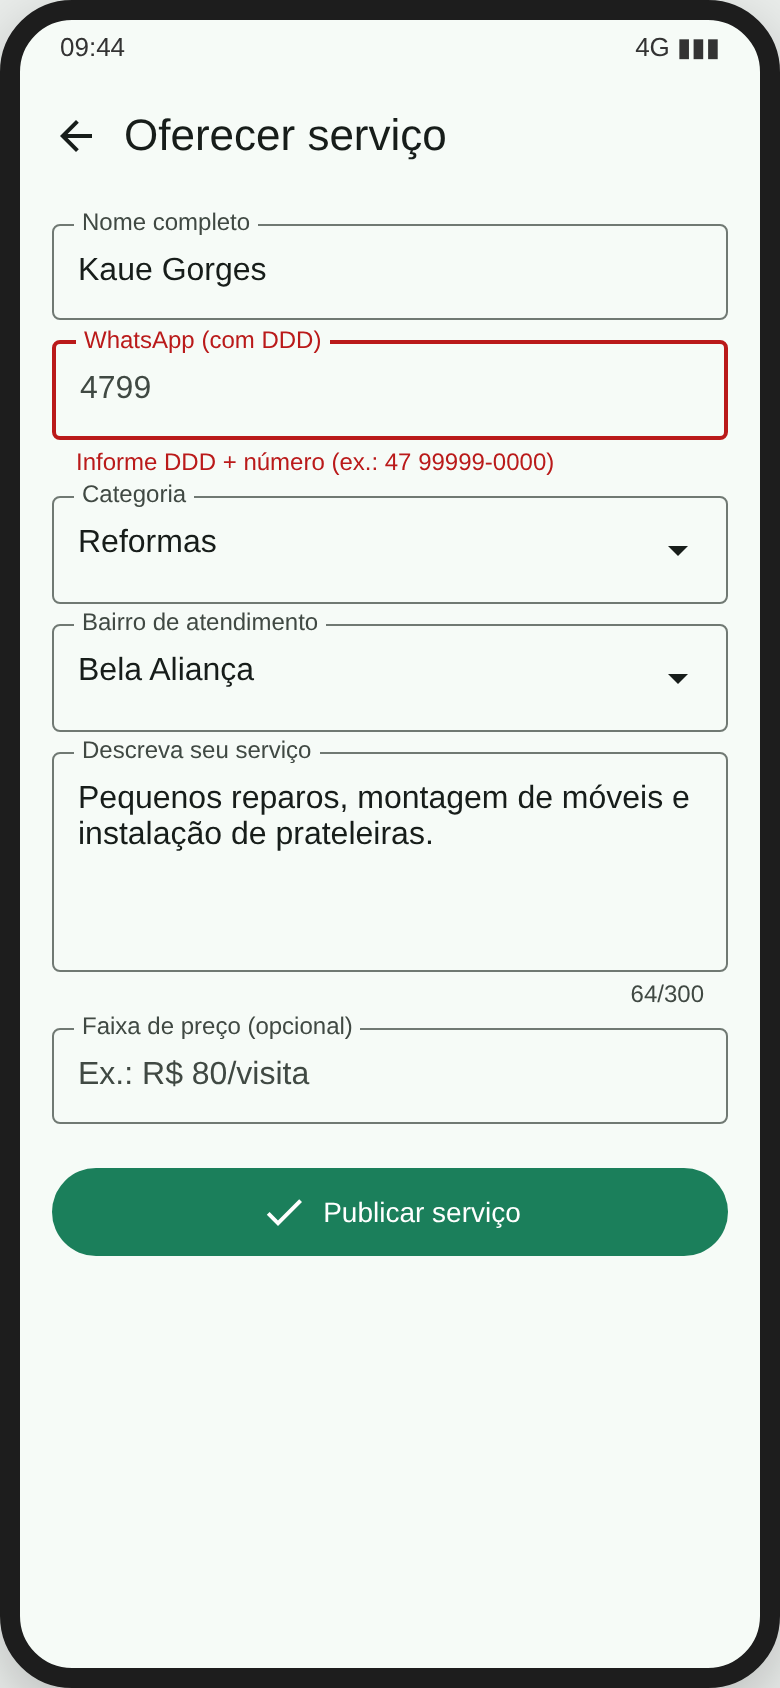 09:44 4G
Oferecer serviço
Nome completo
Kaue Gorges
WhatsApp (com DDD)
4799
Informe DDD + número (ex.: 47 99999-0000)
Categoria
Reformas
Bairro de atendimento
Bela Aliança
Descreva seu serviço
Pequenos reparos, montagem de móveis e
instalação de prateleiras.
64/300
Faixa de preço (opcional)
Ex.: R$ 80/visita
Publicar serviço